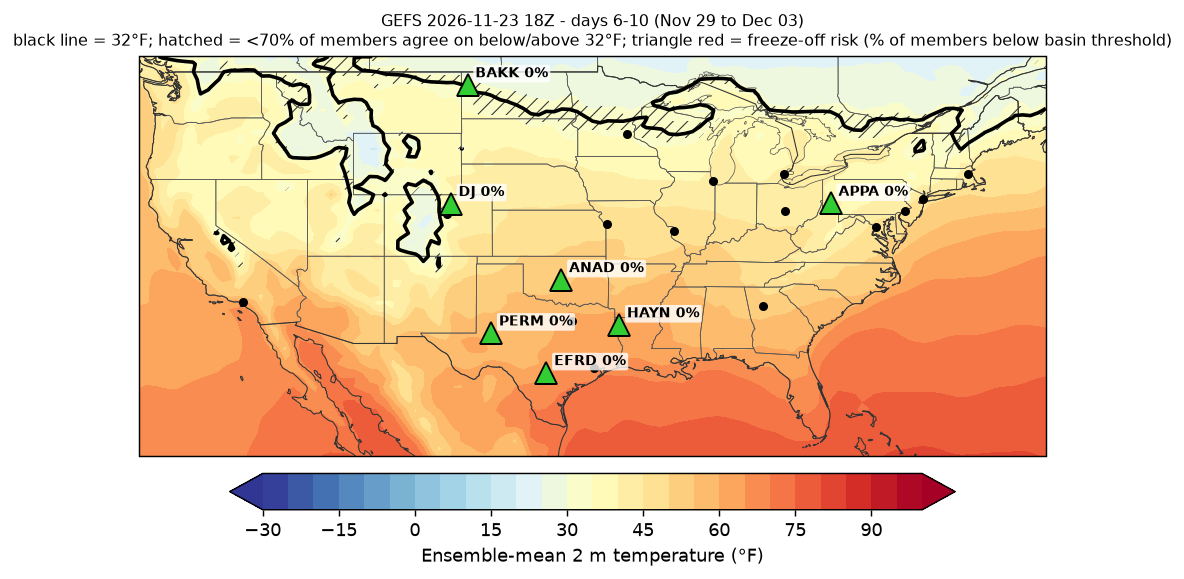 GEFS 2026-11-23 18Z - days 6-10 (Nov 29 to Dec 03)
black line = 32°F; hatched = <70% of members agree on below/above 32°F; triangle red = freeze-off risk (% of members below basin threshold)
BAKK 0%
DJ 0%
APPA 0%
ANAD 0%
HAYN 0%
PERM 0%
EFRD 0%
−30 −15 0 15 30 45 60 75 90
Ensemble-mean 2 m temperature (°F)